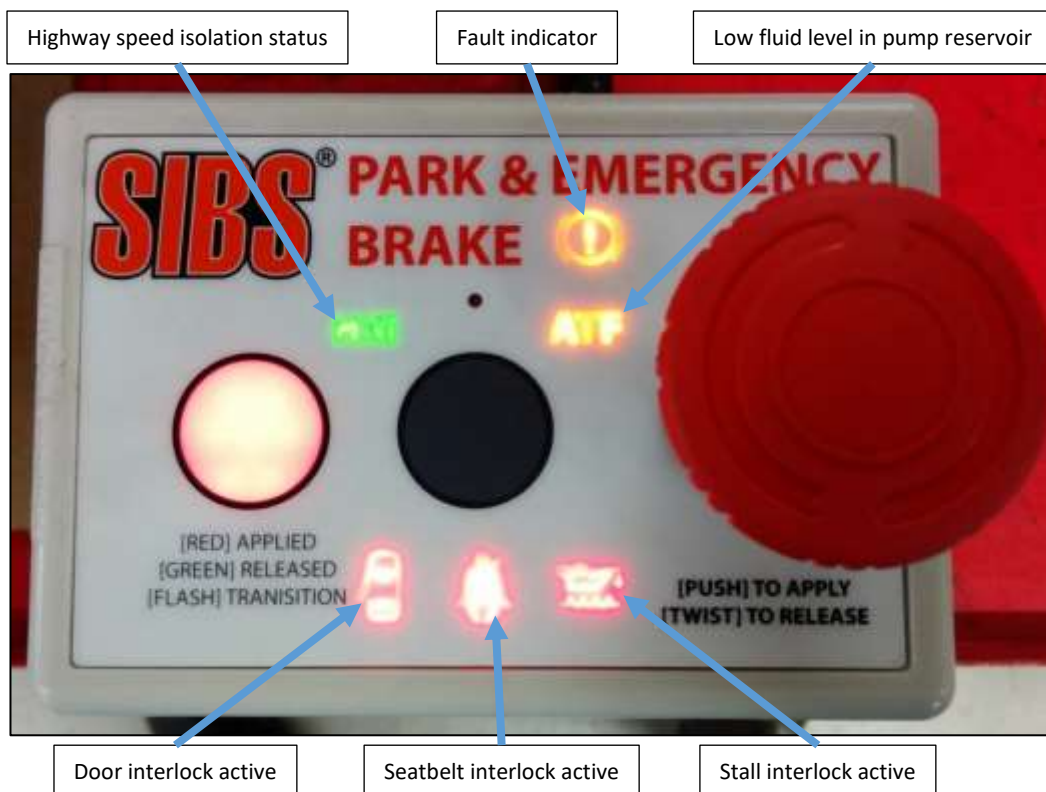 Highway speed isolation status
Fault indicator
Low fluid level in pump reservoir
SIBS® PARK & EMERGENCY
BRAKE
ATF
[RED] APPLIED
[GREEN] RELEASED
[FLASH] TRANISITION
[PUSH] TO APPLY
[TWIST] TO RELEASE
Door interlock active
Seatbelt interlock active
Stall interlock active